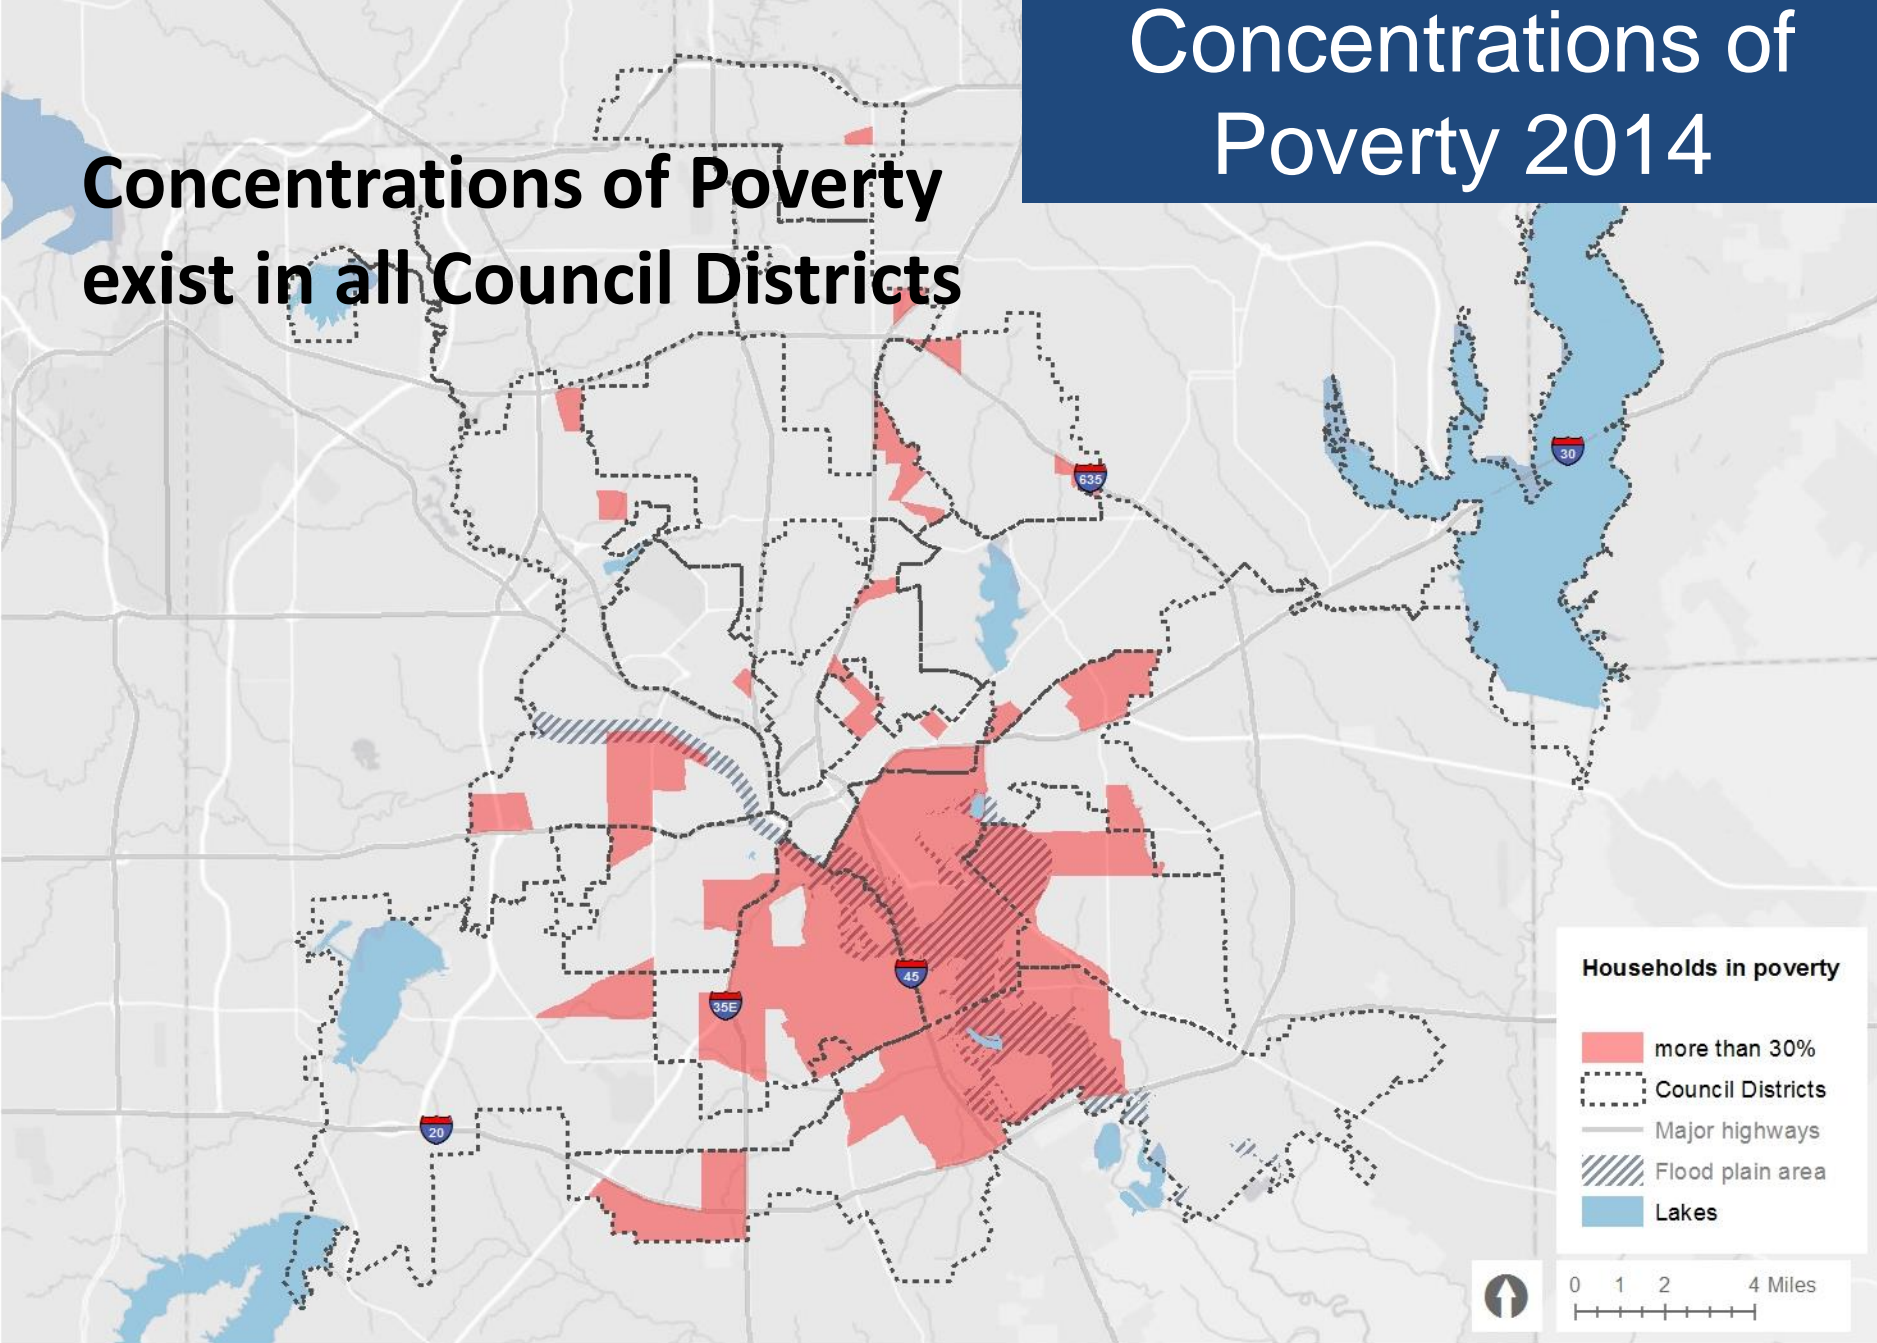 Concentrations of
Poverty 2014
Concentrations of Poverty
exist in all Council Districts
30
635
45
35E
20
Households in poverty
more than 30%
Council Districts
Major highways
Flood plain area
Lakes
0 1 2 4 Miles